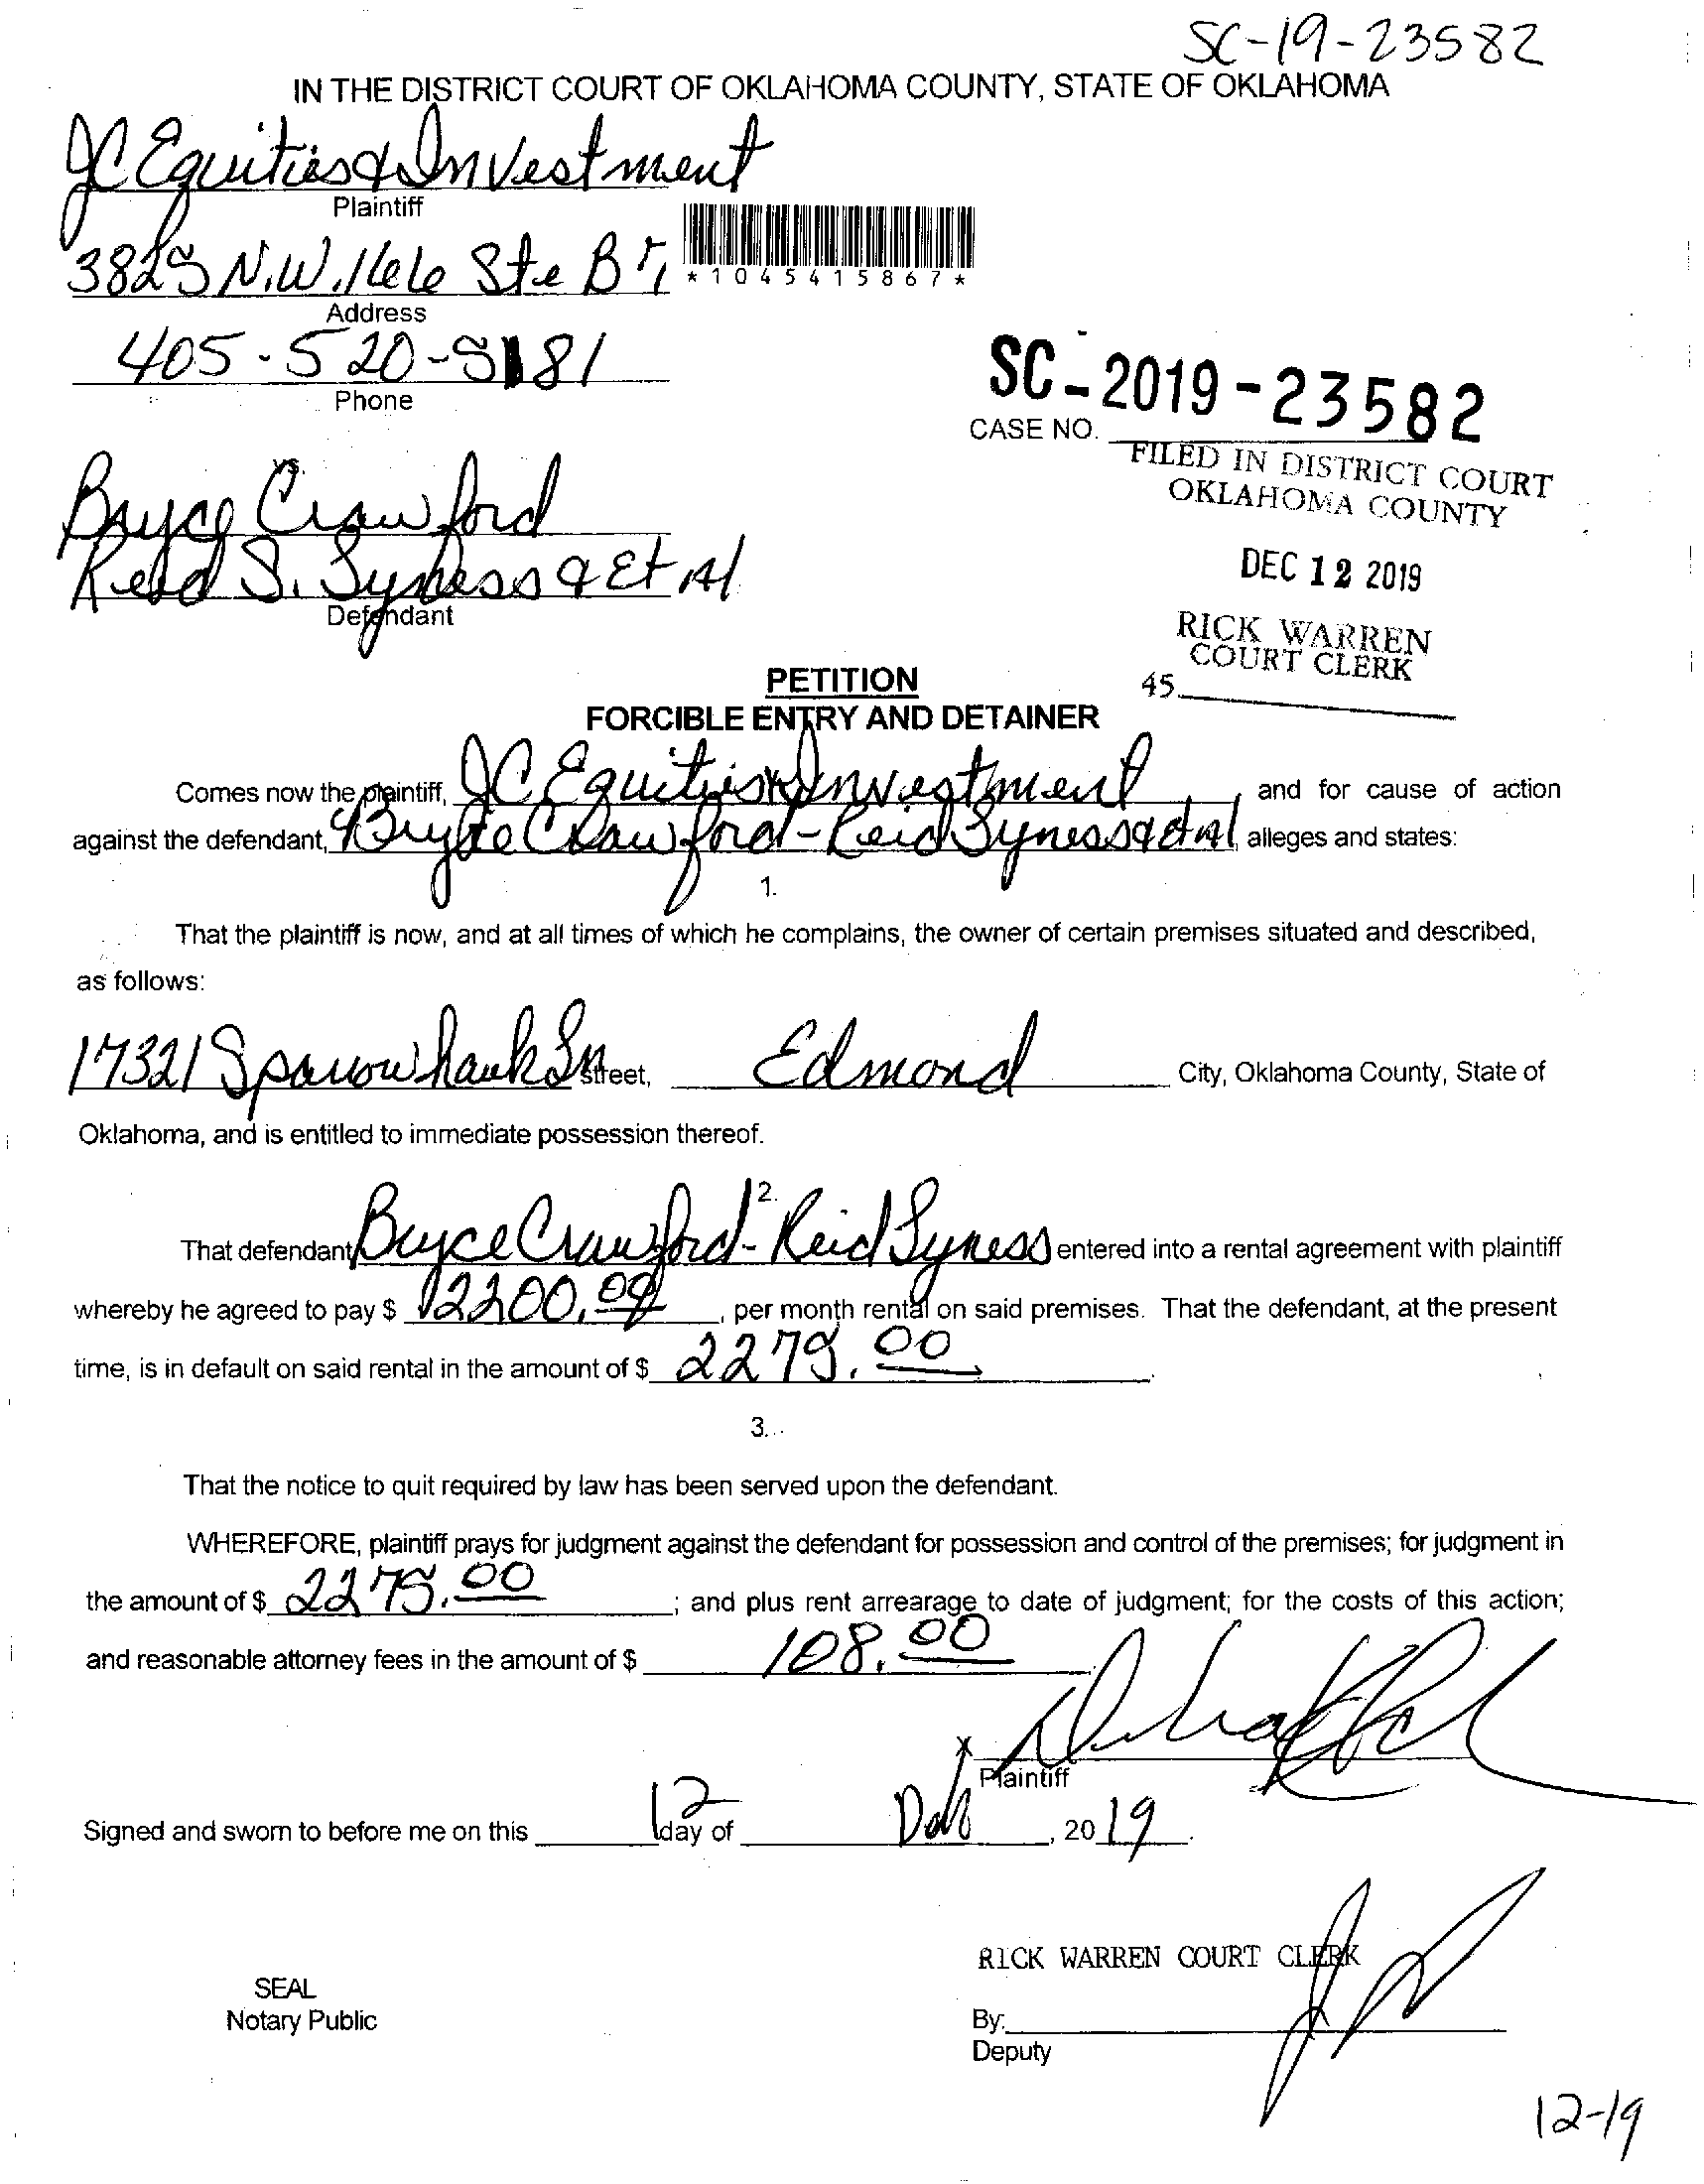 SC-19-23582
IN THE DISTRICT COURT OF OKLAHOMA COUNTY, STATE OF OKLAHOMA
JC Equities & Investment
Plaintiff
3825 N.W. 166 Ste B
*1045415867*
Address
405-520-5181
Phone
SC-2019-23582
CASE NO.
FILED IN DISTRICT COURT
OKLAHOMA COUNTY
vs.
Bryce Crawford
Reid S. Syness & Et Al
Defendant
DEC 12 2019
RICK WARREN
COURT CLERK
45
PETITION
FORCIBLE ENTRY AND DETAINER
Comes now the plaintiff, JC Equities & Investment, and for cause of action
against the defendant, Bryce Crawford - Reid Syness & et al alleges and states:
1.
That the plaintiff is now, and at all times of which he complains, the owner of certain premises situated and described,
as follows:
17321 Sparrow hawk Ln Street, Edmond City, Oklahoma County, State of
Oklahoma, and is entitled to immediate possession thereof.
2.
That defendant, Bryce Crawford - Reid Syness entered into a rental agreement with plaintiff
whereby he agreed to pay $ 2200.00, per month rental on said premises. That the defendant, at the present
time, is in default on said rental in the amount of $ 2275.00.
3.
That the notice to quit required by law has been served upon the defendant.
WHEREFORE, plaintiff prays for judgment against the defendant for possession and control of the premises; for judgment in
the amount of $ 2275.00; and plus rent arrearage to date of judgment; for the costs of this action;
and reasonable attorney fees in the amount of $ 108.00.
X
Plaintiff
Signed and sworn to before me on this 12 day of , 2019.
RICK WARREN COURT CLERK
SEAL
Notary Public
By:
Deputy
12-19